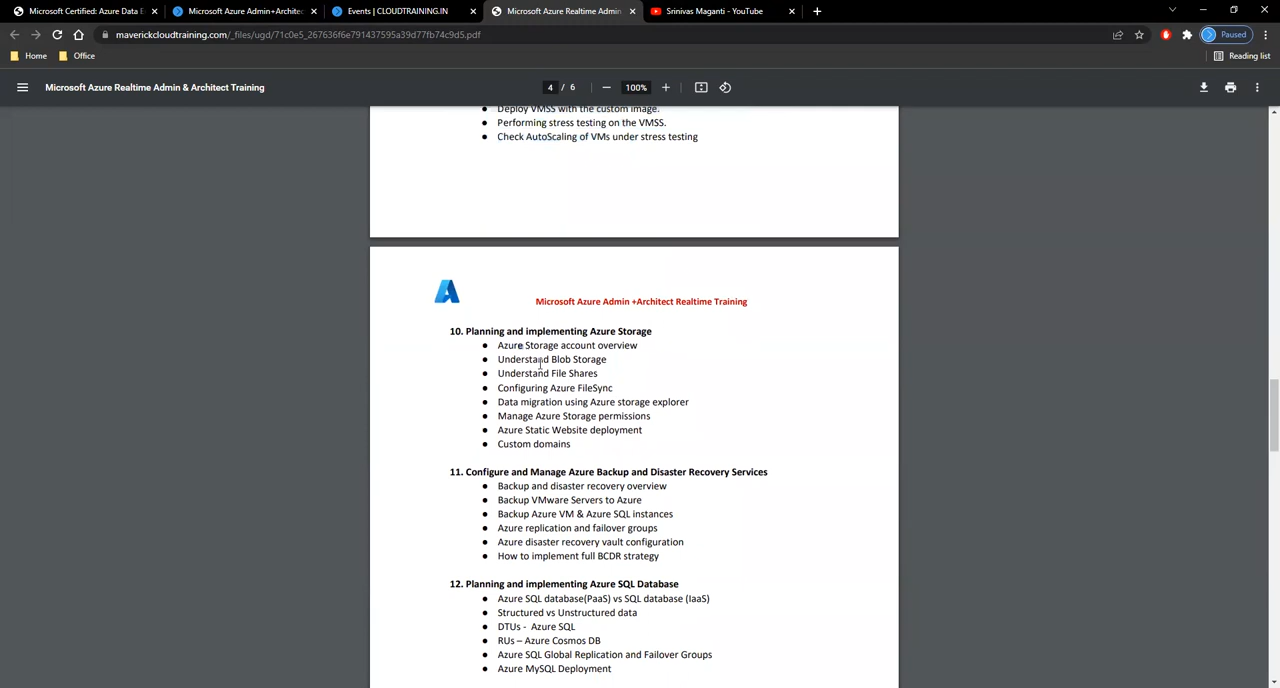 Microsoft Certified: Azure Data E
Microsoft Azure Admin+Architec
Events | CLOUDTRAINING.IN
Microsoft Azure Realtime Admin
Srinivas Maganti - YouTube
maverickcloudtraining.com/_files/ugd/71c0e5_267636f6e791437595a39d77fb74c9d5.pdf
Paused
Home
Office
Reading list
Microsoft Azure Realtime Admin & Architect Training
4 / 6
100%
• Deploy VMSS with the custom image.
• Performing stress testing on the VMSS.
• Check AutoScaling of VMs under stress testing
Microsoft Azure Admin +Architect Realtime Training
10. Planning and implementing Azure Storage
• Azure Storage account overview
• Understand Blob Storage
• Understand File Shares
• Configuring Azure FileSync
• Data migration using Azure storage explorer
• Manage Azure Storage permissions
• Azure Static Website deployment
• Custom domains
11. Configure and Manage Azure Backup and Disaster Recovery Services
• Backup and disaster recovery overview
• Backup VMware Servers to Azure
• Backup Azure VM & Azure SQL instances
• Azure replication and failover groups
• Azure disaster recovery vault configuration
• How to implement full BCDR strategy
12. Planning and implementing Azure SQL Database
• Azure SQL database(PaaS) vs SQL database (IaaS)
• Structured vs Unstructured data
• DTUs - Azure SQL
• RUs – Azure Cosmos DB
• Azure SQL Global Replication and Failover Groups
• Azure MySQL Deployment